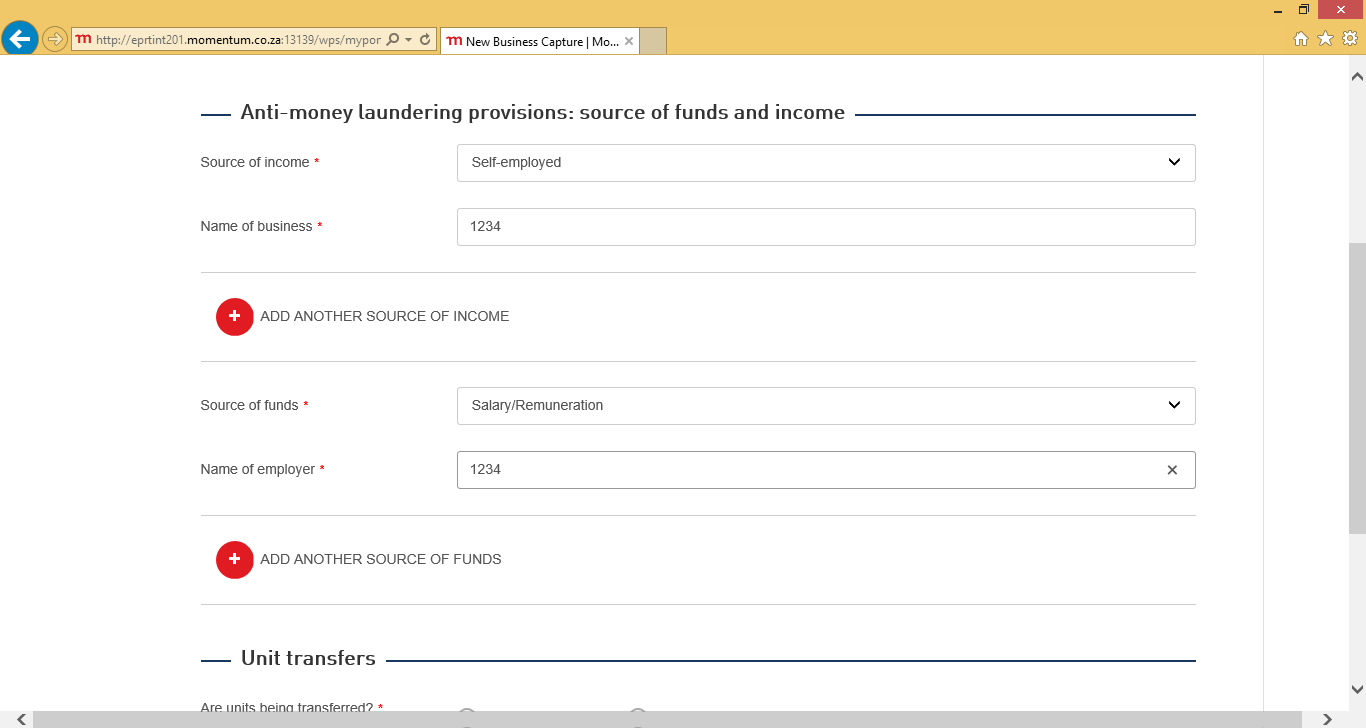 http://eprtint201.momentum.co.za:13139/wps/mypor
m New Business Capture | Mo...
Anti-money laundering provisions: source of funds and income
Source of income *
Self-employed
Name of business *
1234
+ ADD ANOTHER SOURCE OF INCOME
Source of funds *
Salary/Remuneration
Name of employer *
1234
+ ADD ANOTHER SOURCE OF FUNDS
Unit transfers
Are units being transferred? *